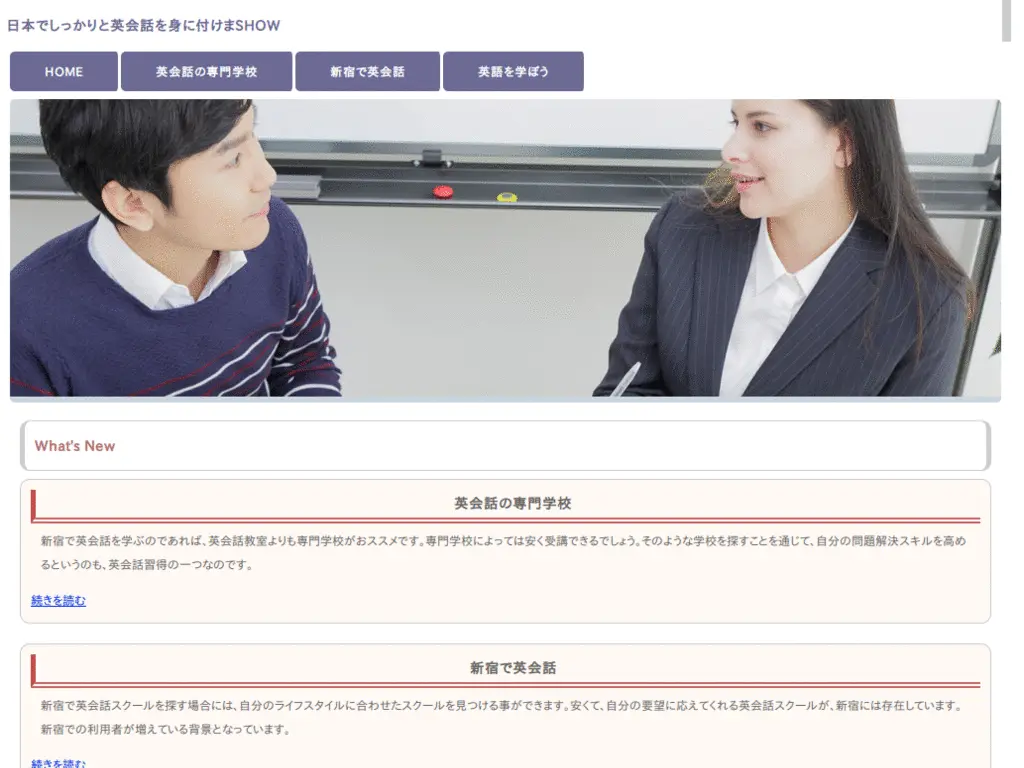 日本でしっかりと英会話を身に付けまSHOW
HOME
英会話の専門学校
新宿で英会話
英語を学ぼう
What's New
英会話の専門学校
新宿で英会話を学ぶのであれば、英会話教室よりも専門学校がおススメです。専門学校によっては安く受講できるでしょう。そのような学校を探すことを通じて、自分の問題解決スキルを高め
るというのも、英会話習得の一つなのです。
続きを読む
新宿で英会話
新宿で英会話スクールを探す場合には、自分のライフスタイルに合わせたスクールを見つける事ができます。安くて、自分の要望に応えてくれる英会話スクールが、新宿には存在しています。
新宿での利用者が増えている背景となっています。
続きを読む